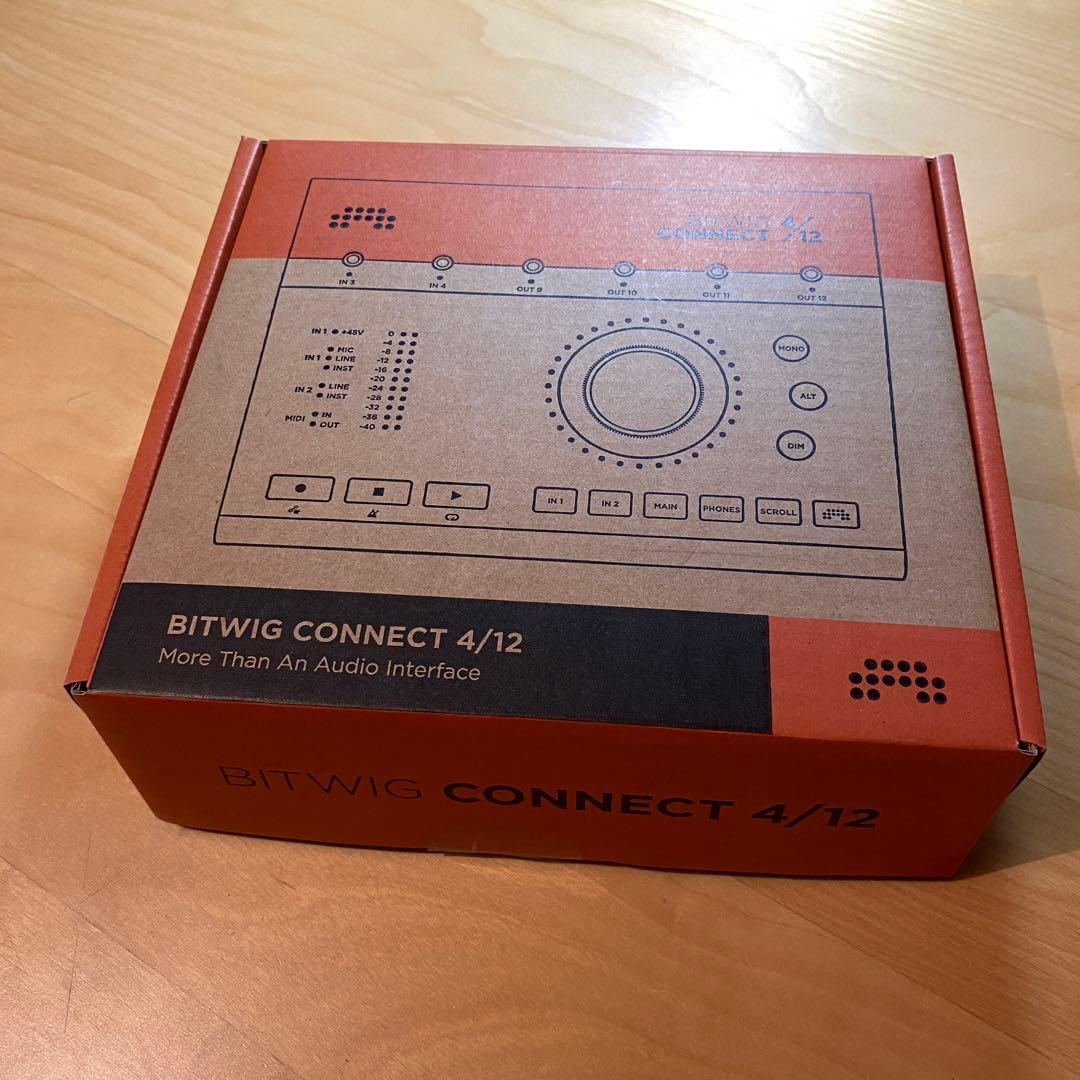 BITWIG 4/
CONNECT /12
IN 3 IN 4 OUT 9 OUT 10 OUT 11 OUT 12
IN 1 +48V
MIC
IN 1 LINE
INST
IN 2 LINE
INST
MIDI IN
OUT
0
-4
-8
-12
-16
-20
-24
-28
-32
-36
-40
MONO
ALT
DIM
IN 1 IN 2 MAIN PHONES SCROLL
BITWIG CONNECT 4/12
More Than An Audio Interface
BITWIG CONNECT 4/12